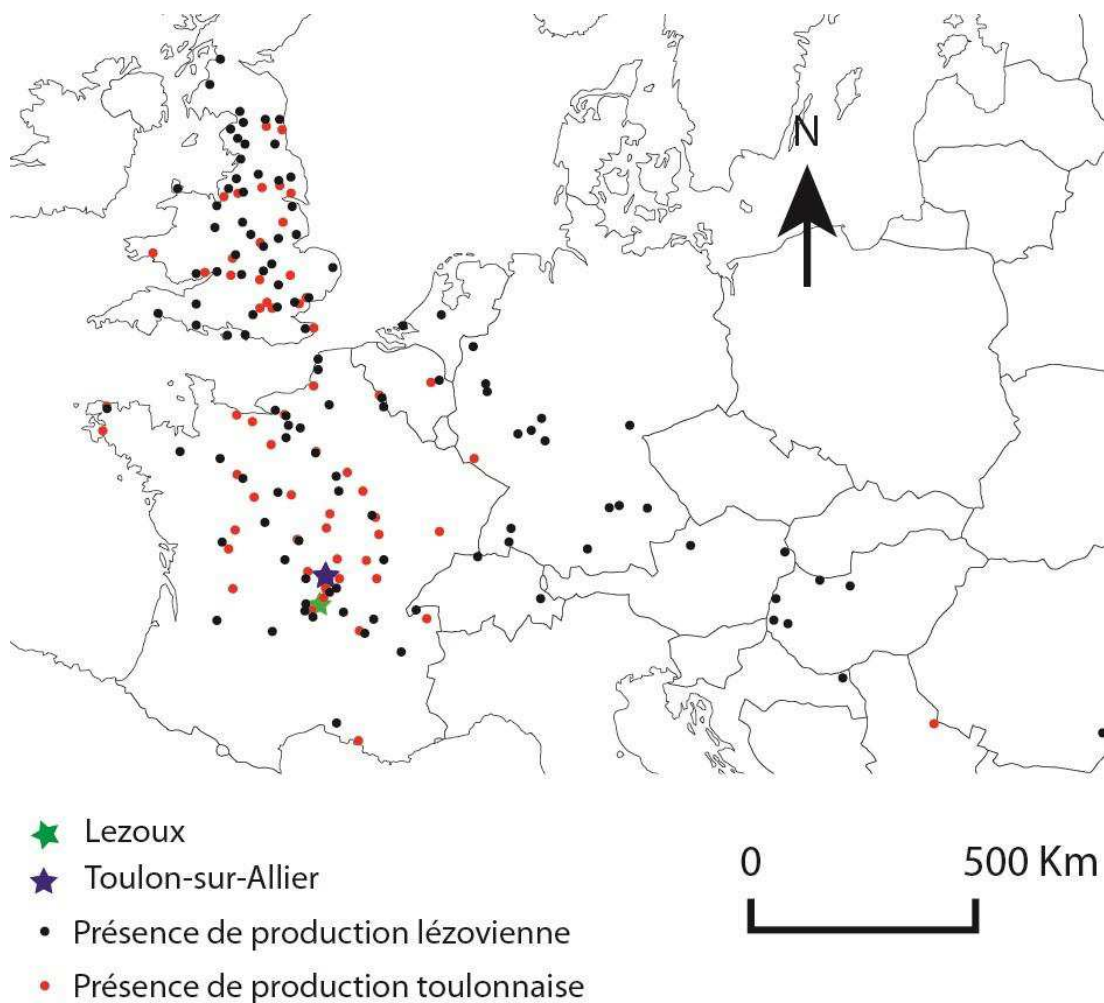 N
Lezoux
Toulon-sur-Allier
Présence de production lézovienne
Présence de production toulonnaise
0 500 Km